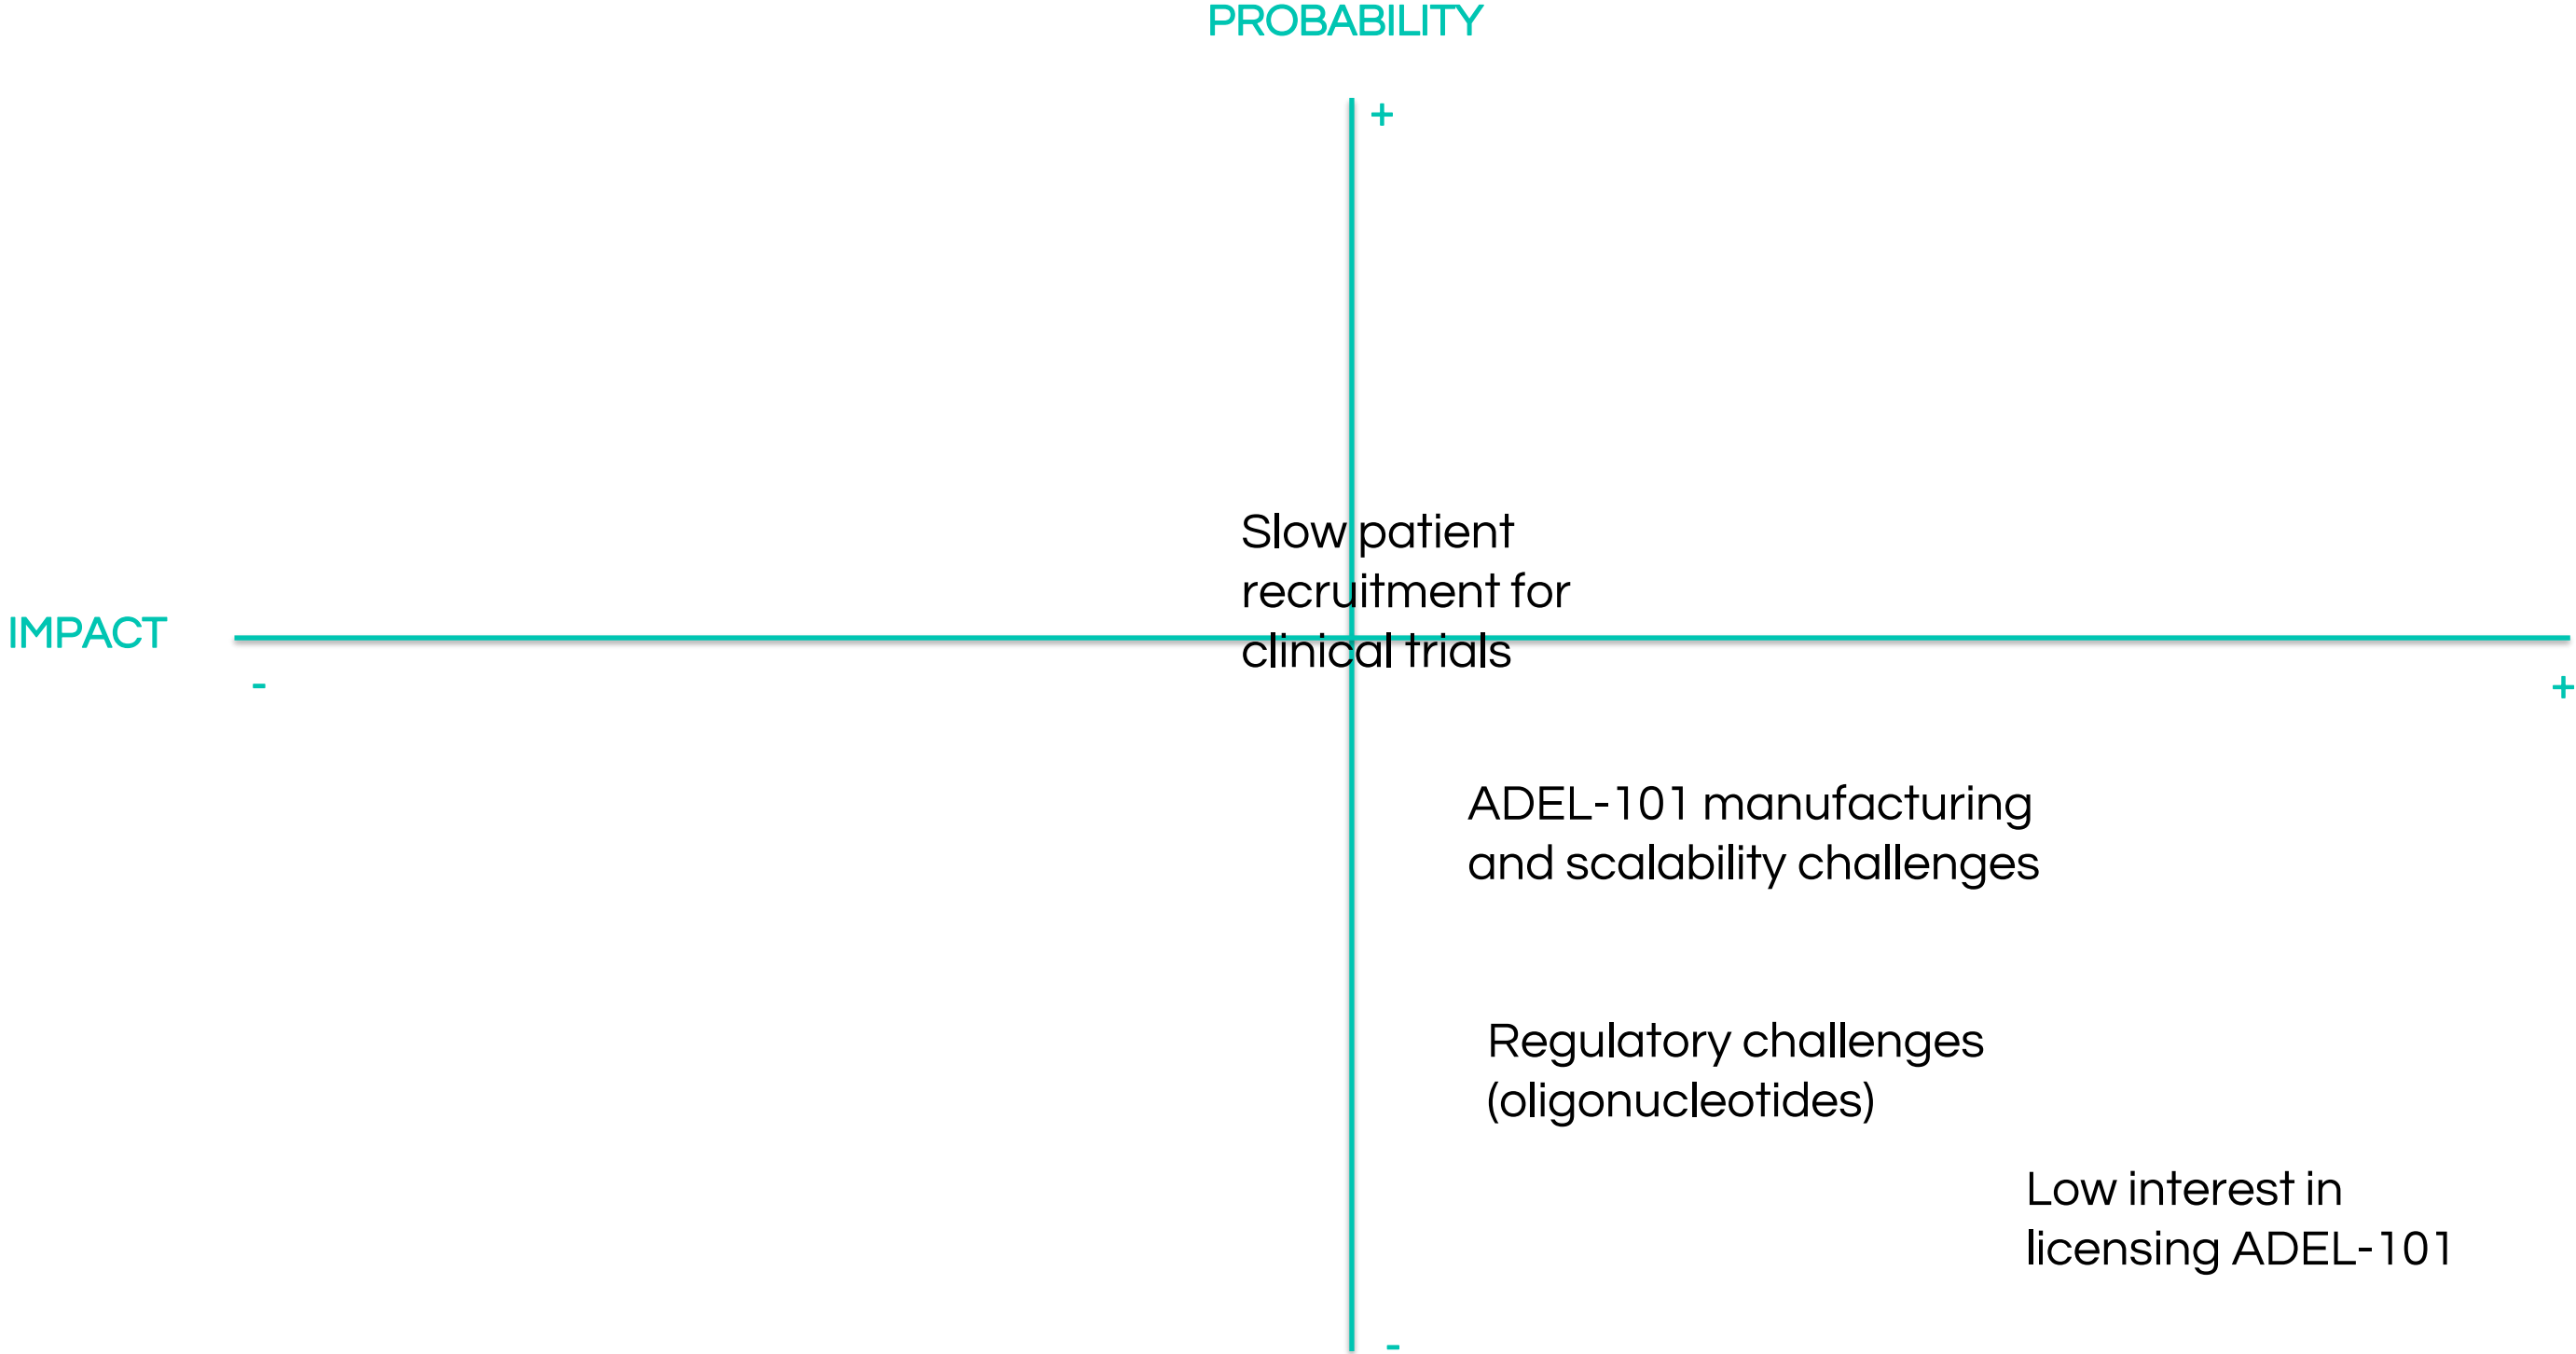 PROBABILITY
+
Slow patient
recruitment for
clinical trials
IMPACT
-
+
ADEL-101 manufacturing
and scalability challenges
Regulatory challenges
(oligonucleotides)
Low interest in
licensing ADEL-101
-